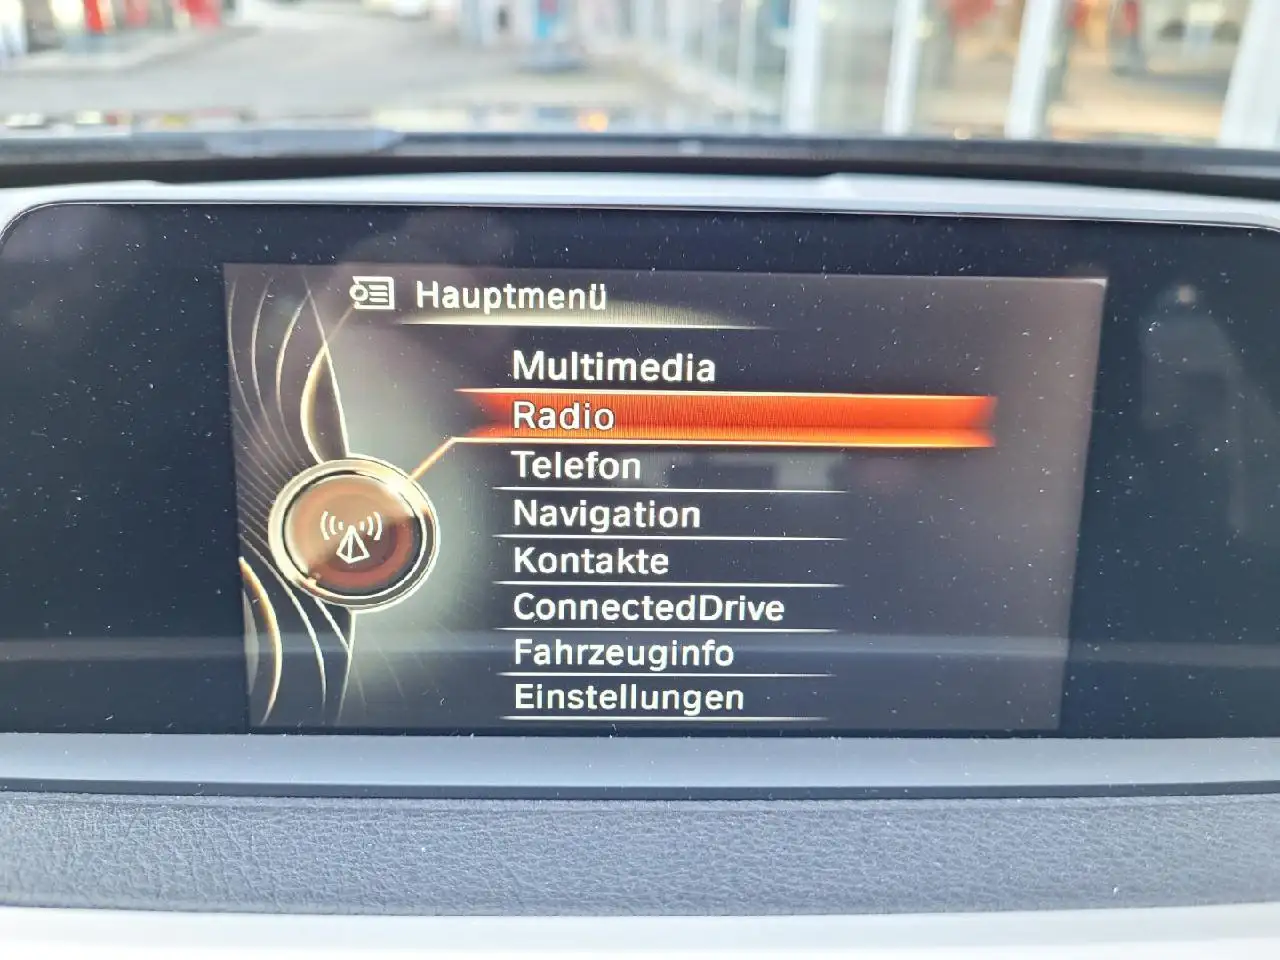 Hauptmenü
Multimedia
Radio
Telefon
Navigation
Kontakte
ConnectedDrive
Fahrzeuginfo
Einstellungen